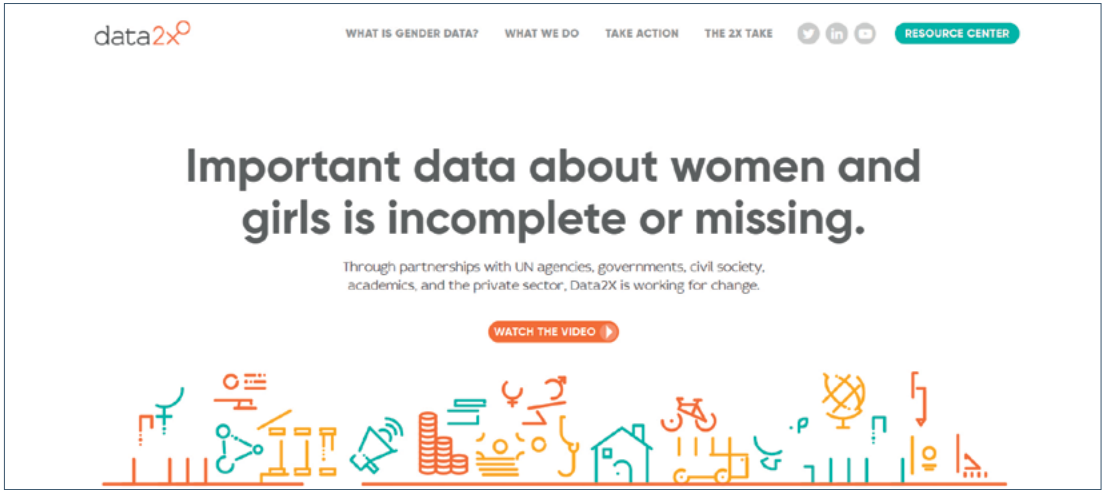 data2x
WHAT IS GENDER DATA? WHAT WE DO TAKE ACTION THE 2X TAKE RESOURCE CENTER
Important data about women and
girls is incomplete or missing.
Through partnerships with UN agencies, governments, civil society,
academics, and the private sector, Data2X is working for change.
WATCH THE VIDEO